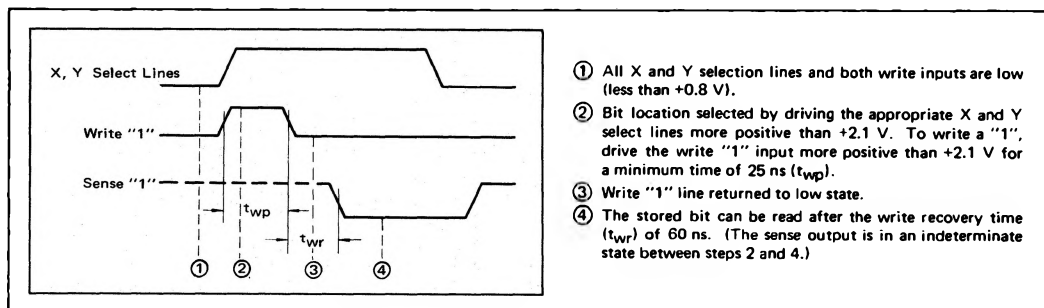 X, Y Select Lines
Write "1"
Sense "1"
twp
twr
① ② ③ ④
① All X and Y selection lines and both write inputs are low
(less than +0.8 V).
② Bit location selected by driving the appropriate X and Y
select lines more positive than +2.1 V. To write a "1",
drive the write "1" input more positive than +2.1 V for
a minimum time of 25 ns (twp).
③ Write "1" line returned to low state.
④ The stored bit can be read after the write recovery time
(twr) of 60 ns. (The sense output is in an indeterminate
state between steps 2 and 4.)